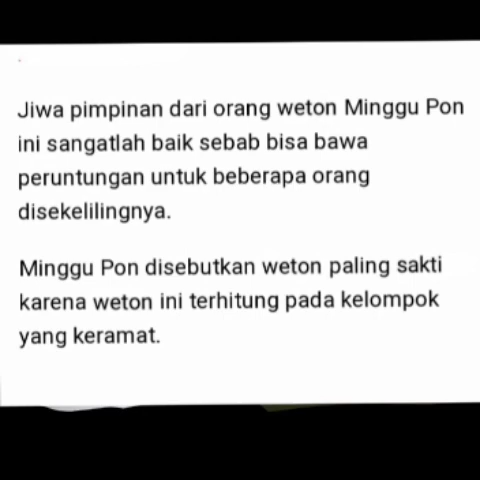 Jiwa pimpinan dari orang weton Minggu Pon
ini sangatlah baik sebab bisa bawa
peruntungan untuk beberapa orang
disekelilingnya.
Minggu Pon disebutkan weton paling sakti
karena weton ini terhitung pada kelompok
yang keramat.